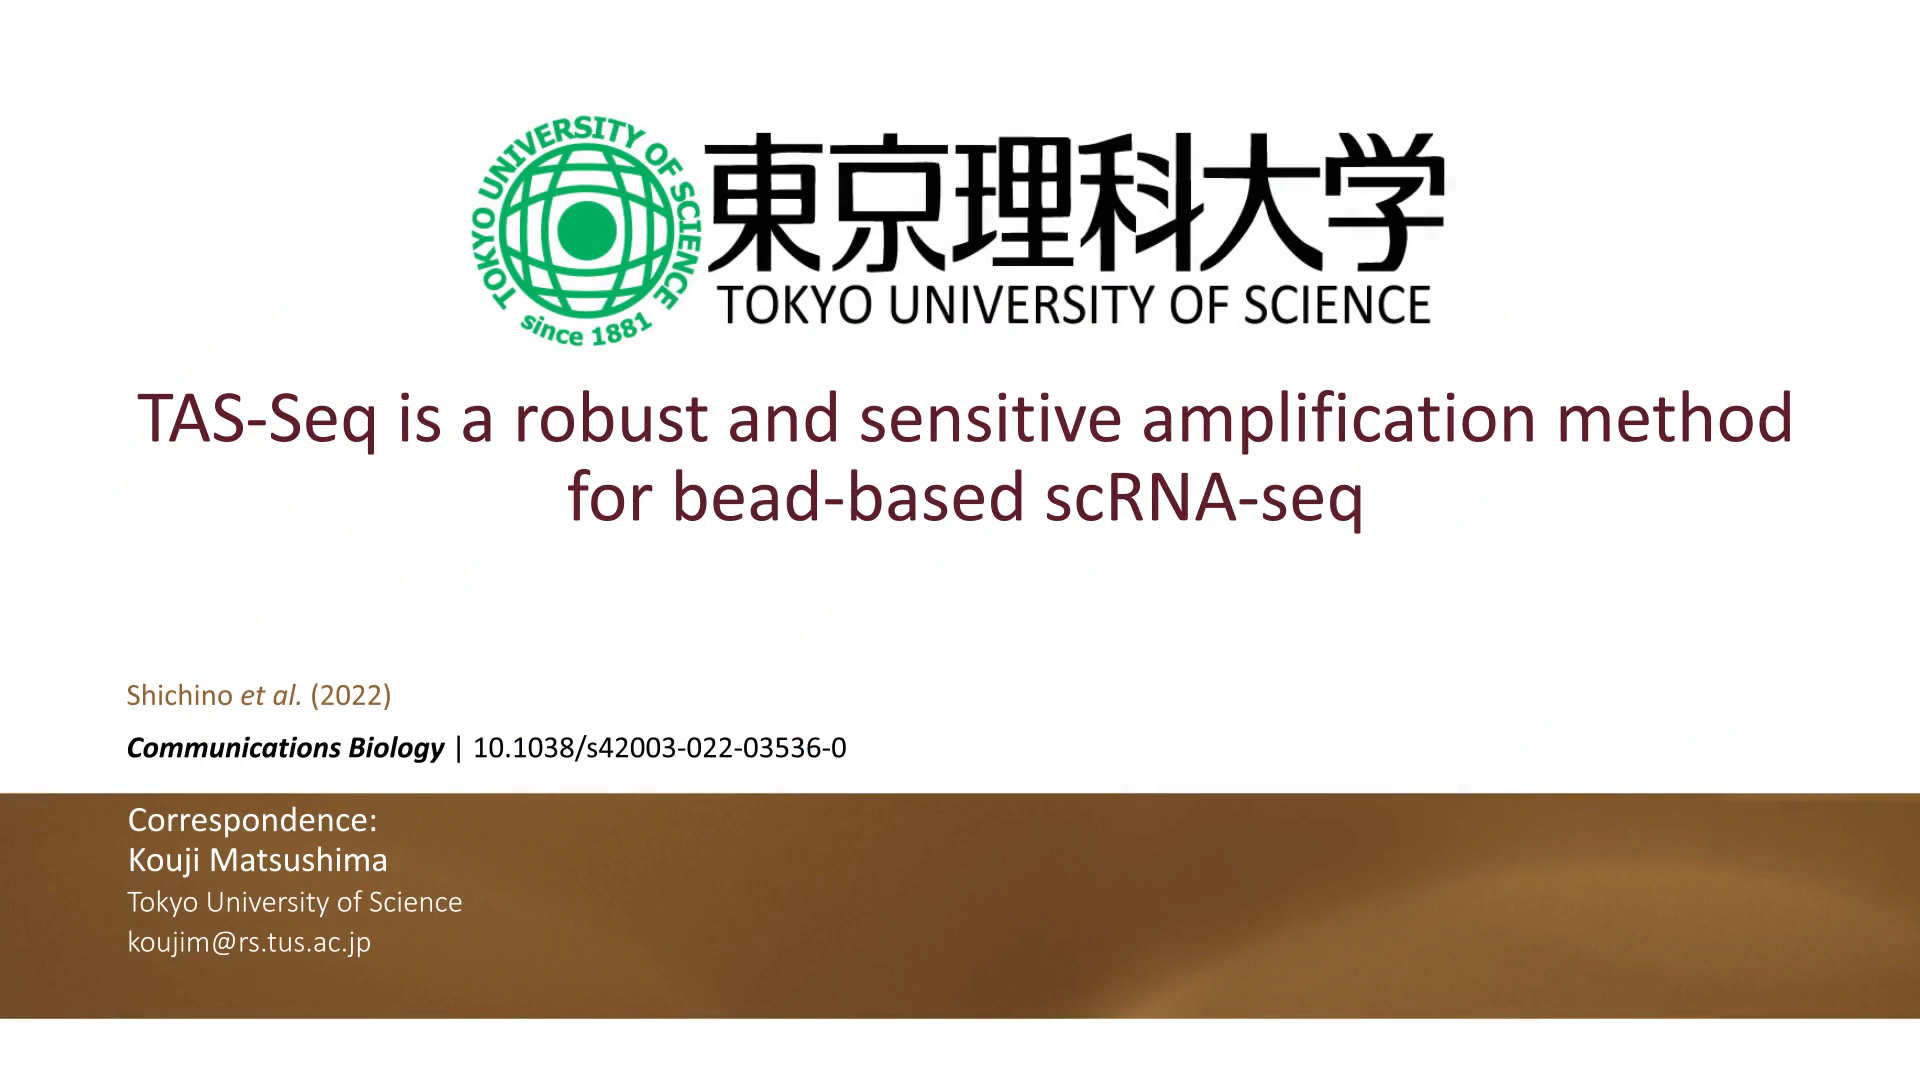 TOKYO UNIVERSITY OF SCIENCE
since 1881
東京理科大学
TOKYO UNIVERSITY OF SCIENCE
TAS-Seq is a robust and sensitive amplification method
for bead-based scRNA-seq
Shichino et al. (2022)
Communications Biology | 10.1038/s42003-022-03536-0
Correspondence:
Kouji Matsushima
Tokyo University of Science
koujim@rs.tus.ac.jp